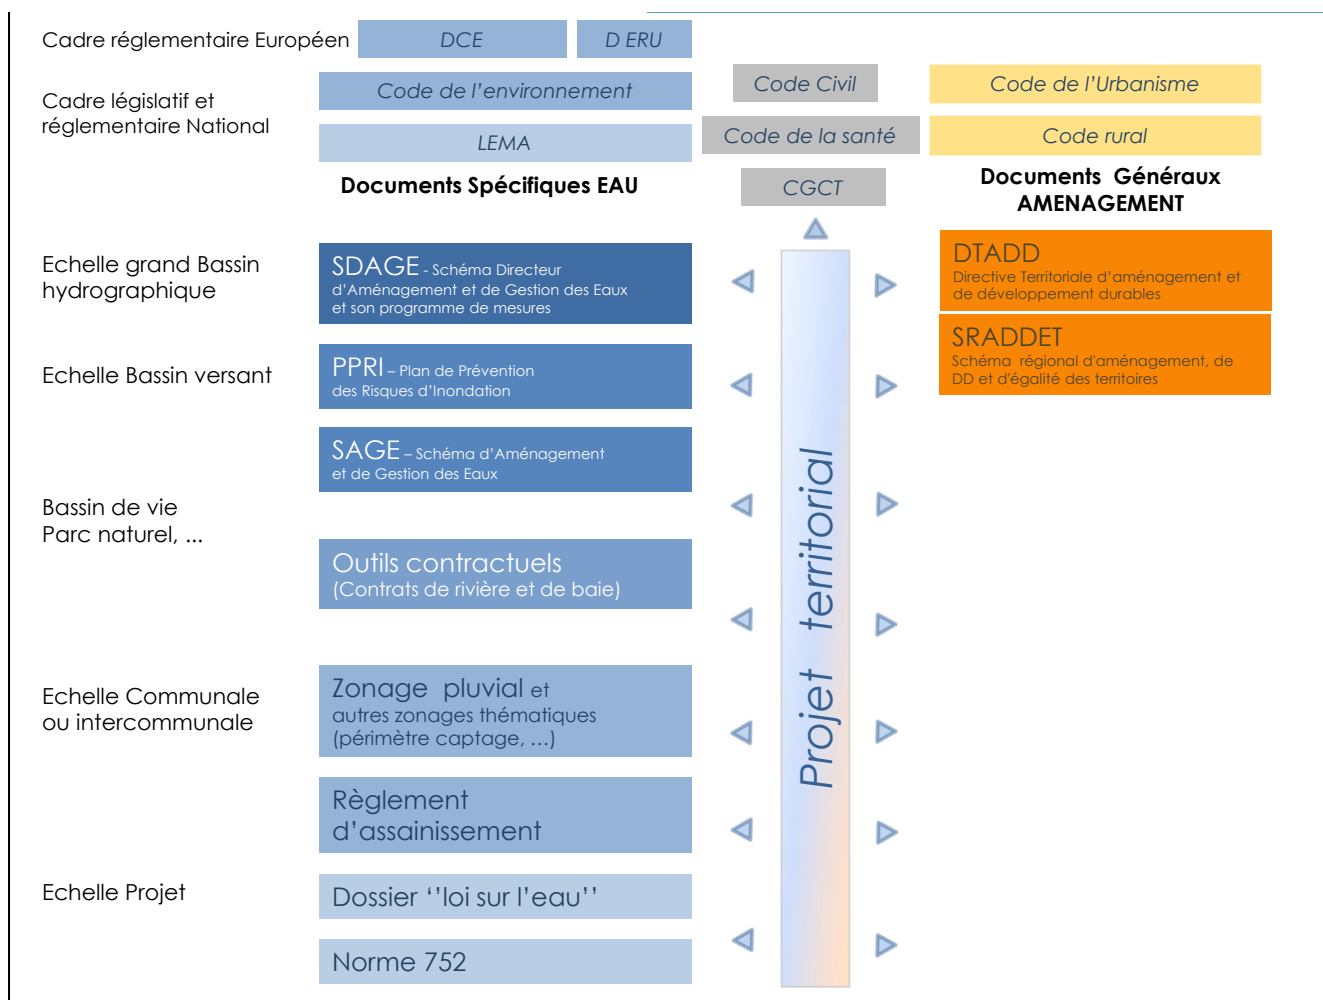 Cadre réglementaire Européen
DCE
D ERU
Cadre législatif et
réglementaire National
Code de l'environnement
LEMA
Code Civil
Code de la santé
CGCT
Code de l'Urbanisme
Code rural
Documents Spécifiques EAU
Documents Généraux
AMENAGEMENT
Echelle grand Bassin
hydrographique
SDAGE - Schéma Directeur
d'Aménagement et de Gestion des Eaux
et son programme de mesures
DTADD
Directive Territoriale d'aménagement et
de développement durables
SRADDET
Schéma régional d'aménagement, de
DD et d'égalité des territoires
Echelle Bassin versant
PPRI – Plan de Prévention
des Risques d'Inondation
SAGE – Schéma d'Aménagement
et de Gestion des Eaux
Bassin de vie
Parc naturel, ...
Outils contractuels
(Contrats de rivière et de baie)
Projet territorial
Echelle Communale
ou intercommunale
Zonage pluvial et
autres zonages thématiques
(périmètre captage, …)
Règlement
d'assainissement
Echelle Projet
Dossier ‘’loi sur l’eau’’
Norme 752